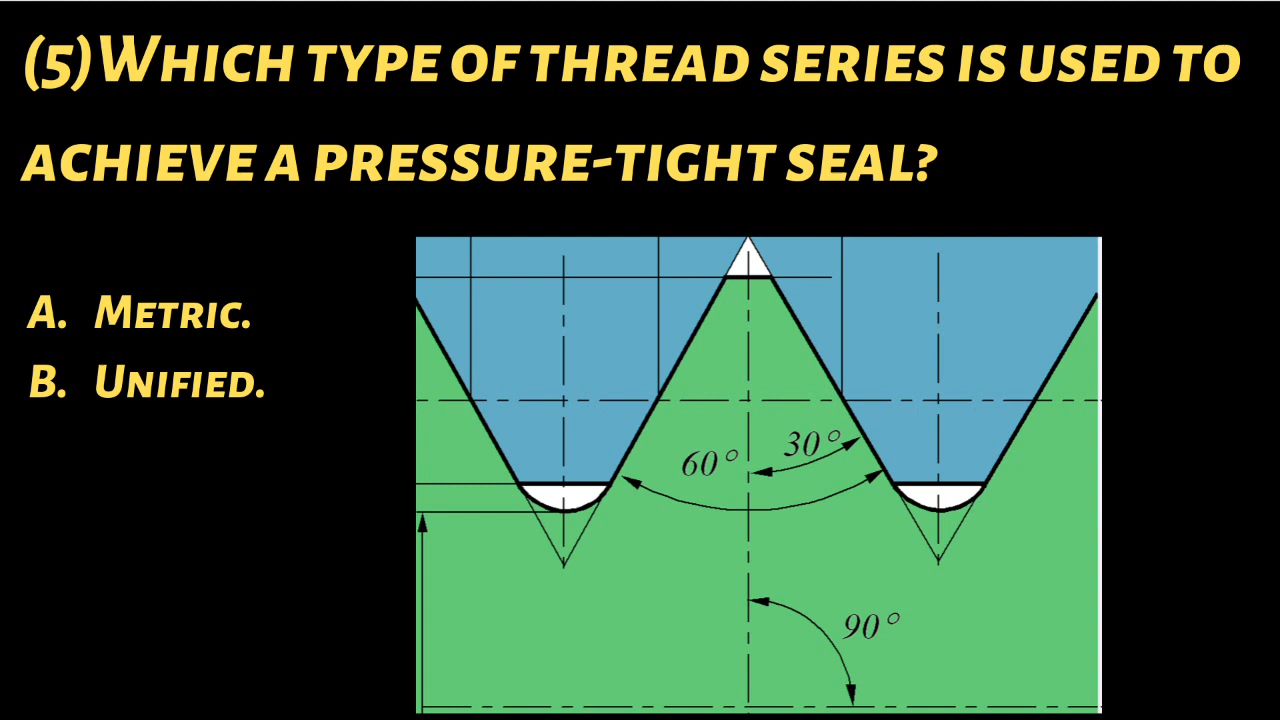 (5)Which type of thread series is used to
achieve a pressure-tight seal?
A. Metric.
B. Unified.
60° 30°
90°